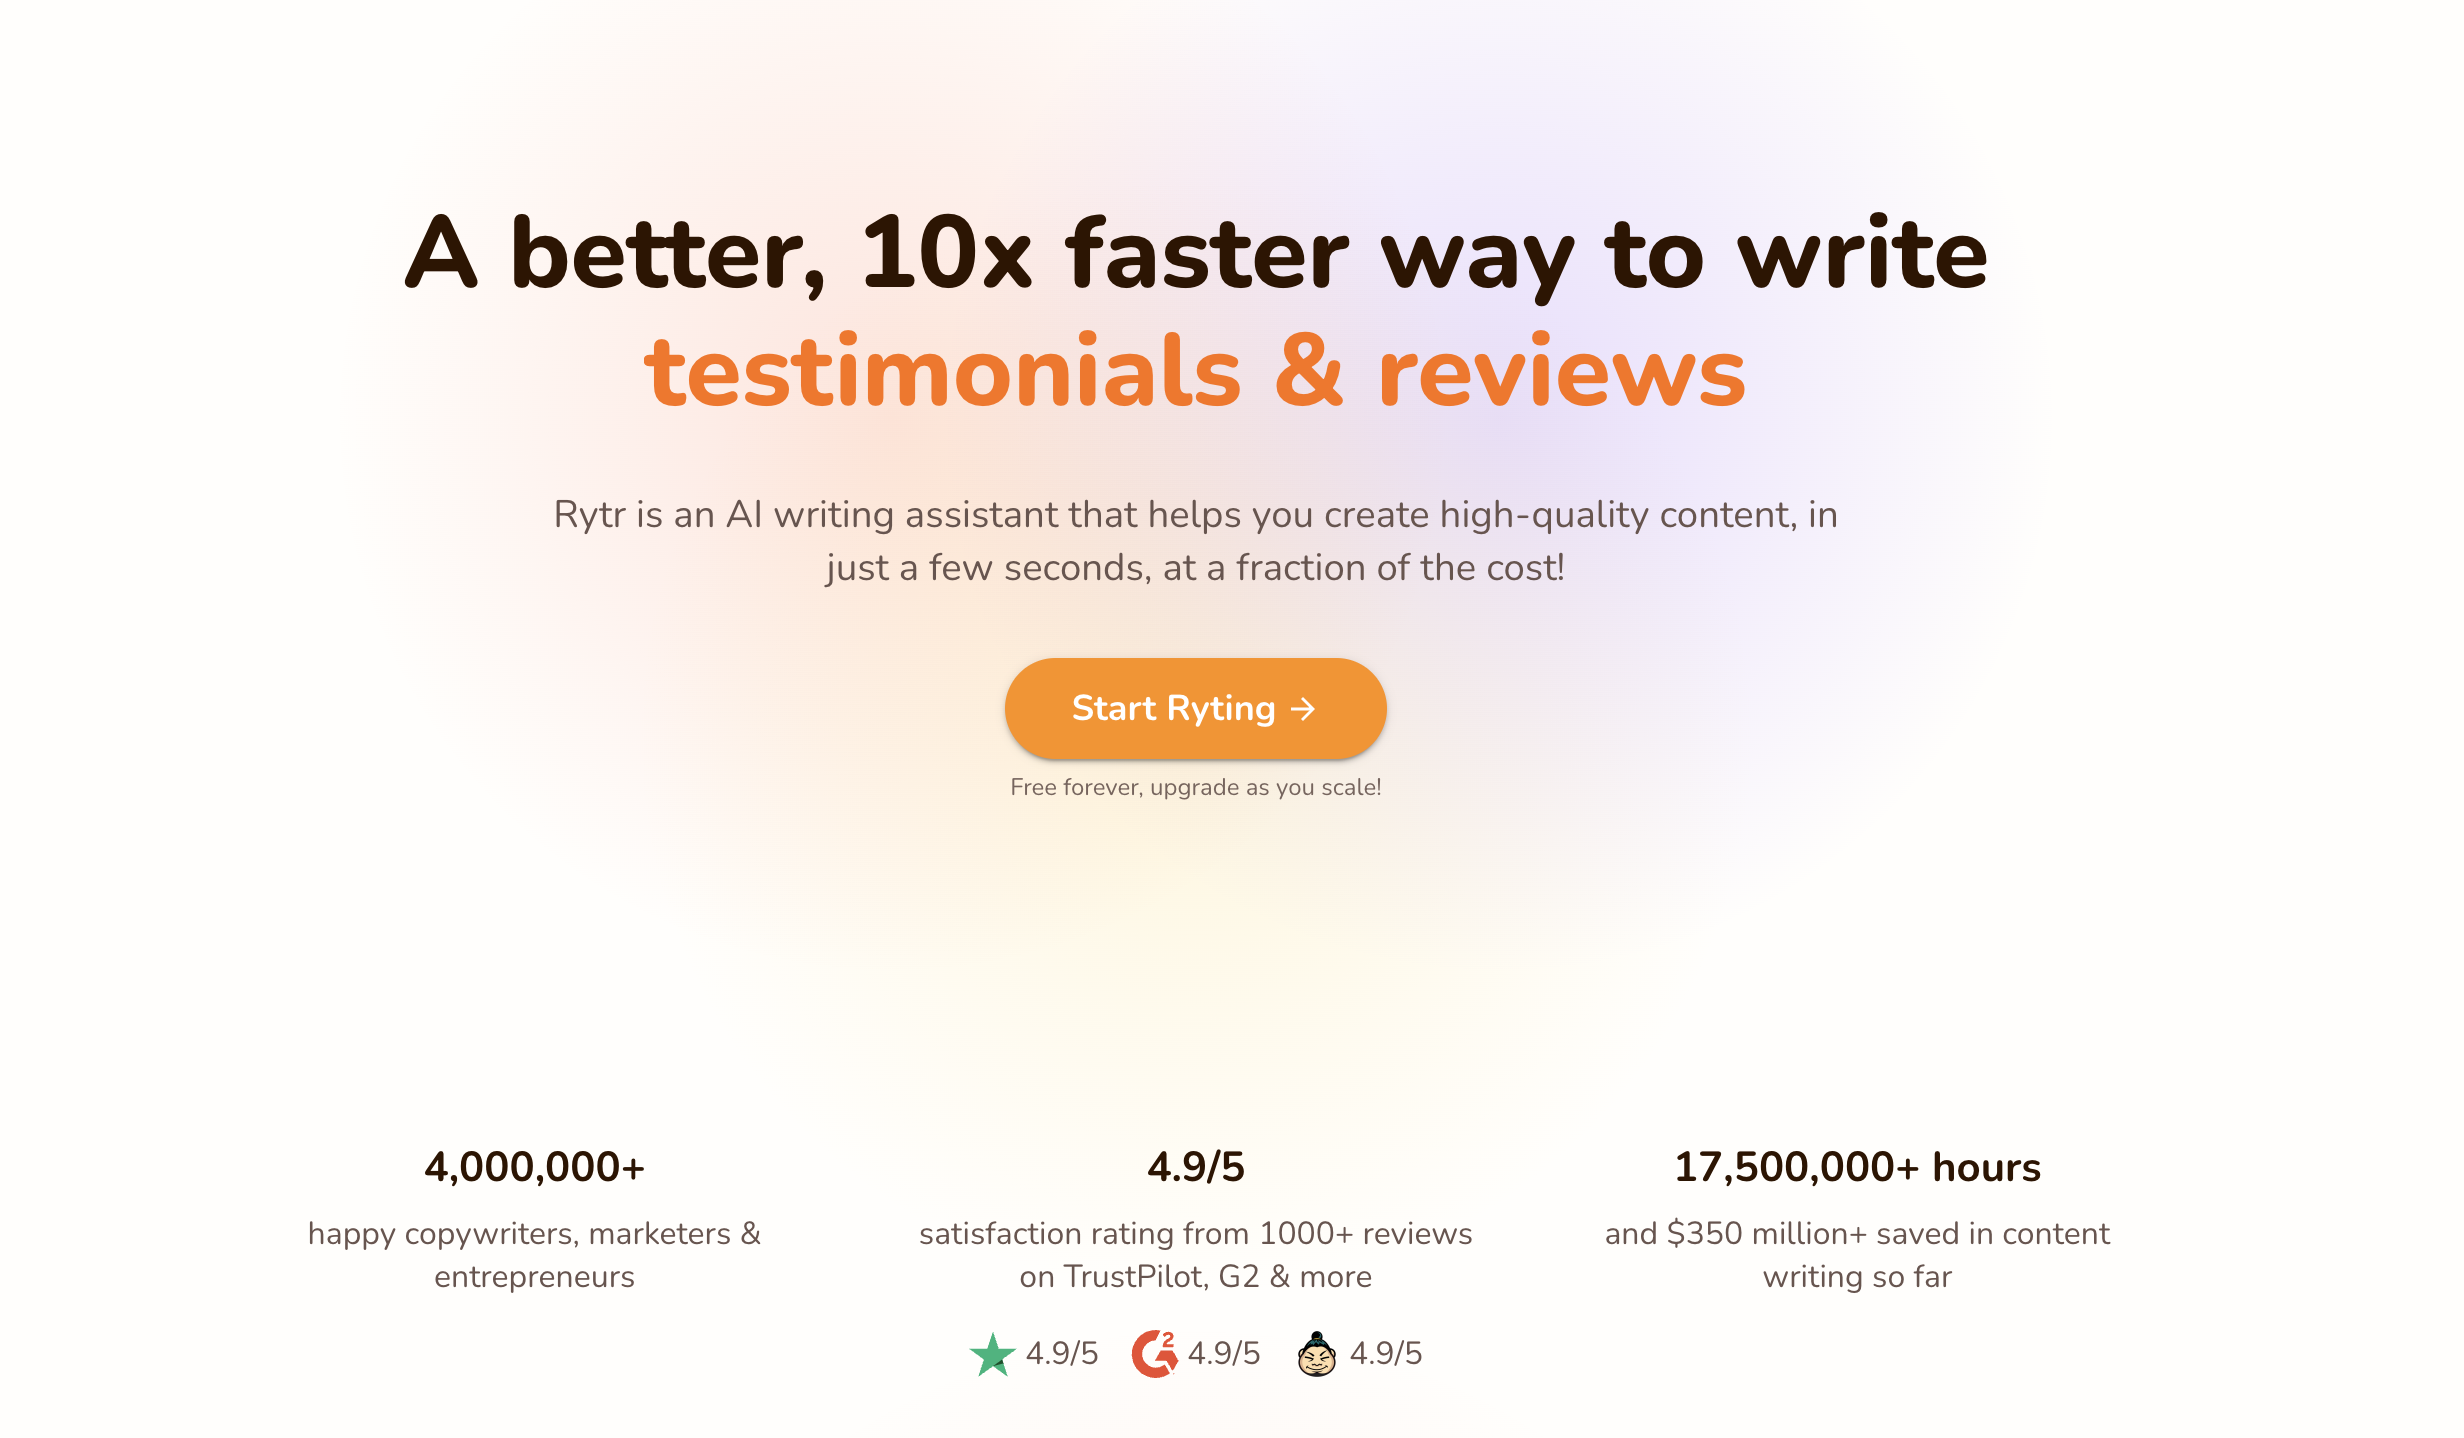 A better, 10x faster way to write
testimonials & reviews
Rytr is an AI writing assistant that helps you create high-quality content, in
just a few seconds, at a fraction of the cost!
Start Ryting →
Free forever, upgrade as you scale!
4,000,000+
happy copywriters, marketers &
entrepreneurs
4.9/5
satisfaction rating from 1000+ reviews
on TrustPilot, G2 & more
4.9/5 G2 4.9/5 4.9/5
17,500,000+ hours
and $350 million+ saved in content
writing so far